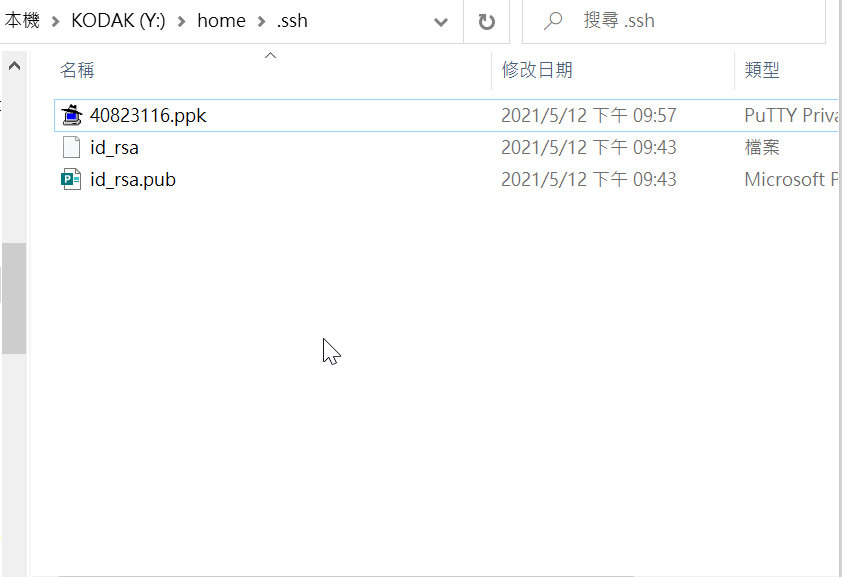 本機 > KODAK (Y:) > home > .ssh
搜尋 .ssh
名稱 修改日期 類型
40823116.ppk 2021/5/12 下午 09:57 PuTTY Priva
id_rsa 2021/5/12 下午 09:43 檔案
id_rsa.pub 2021/5/12 下午 09:43 Microsoft P